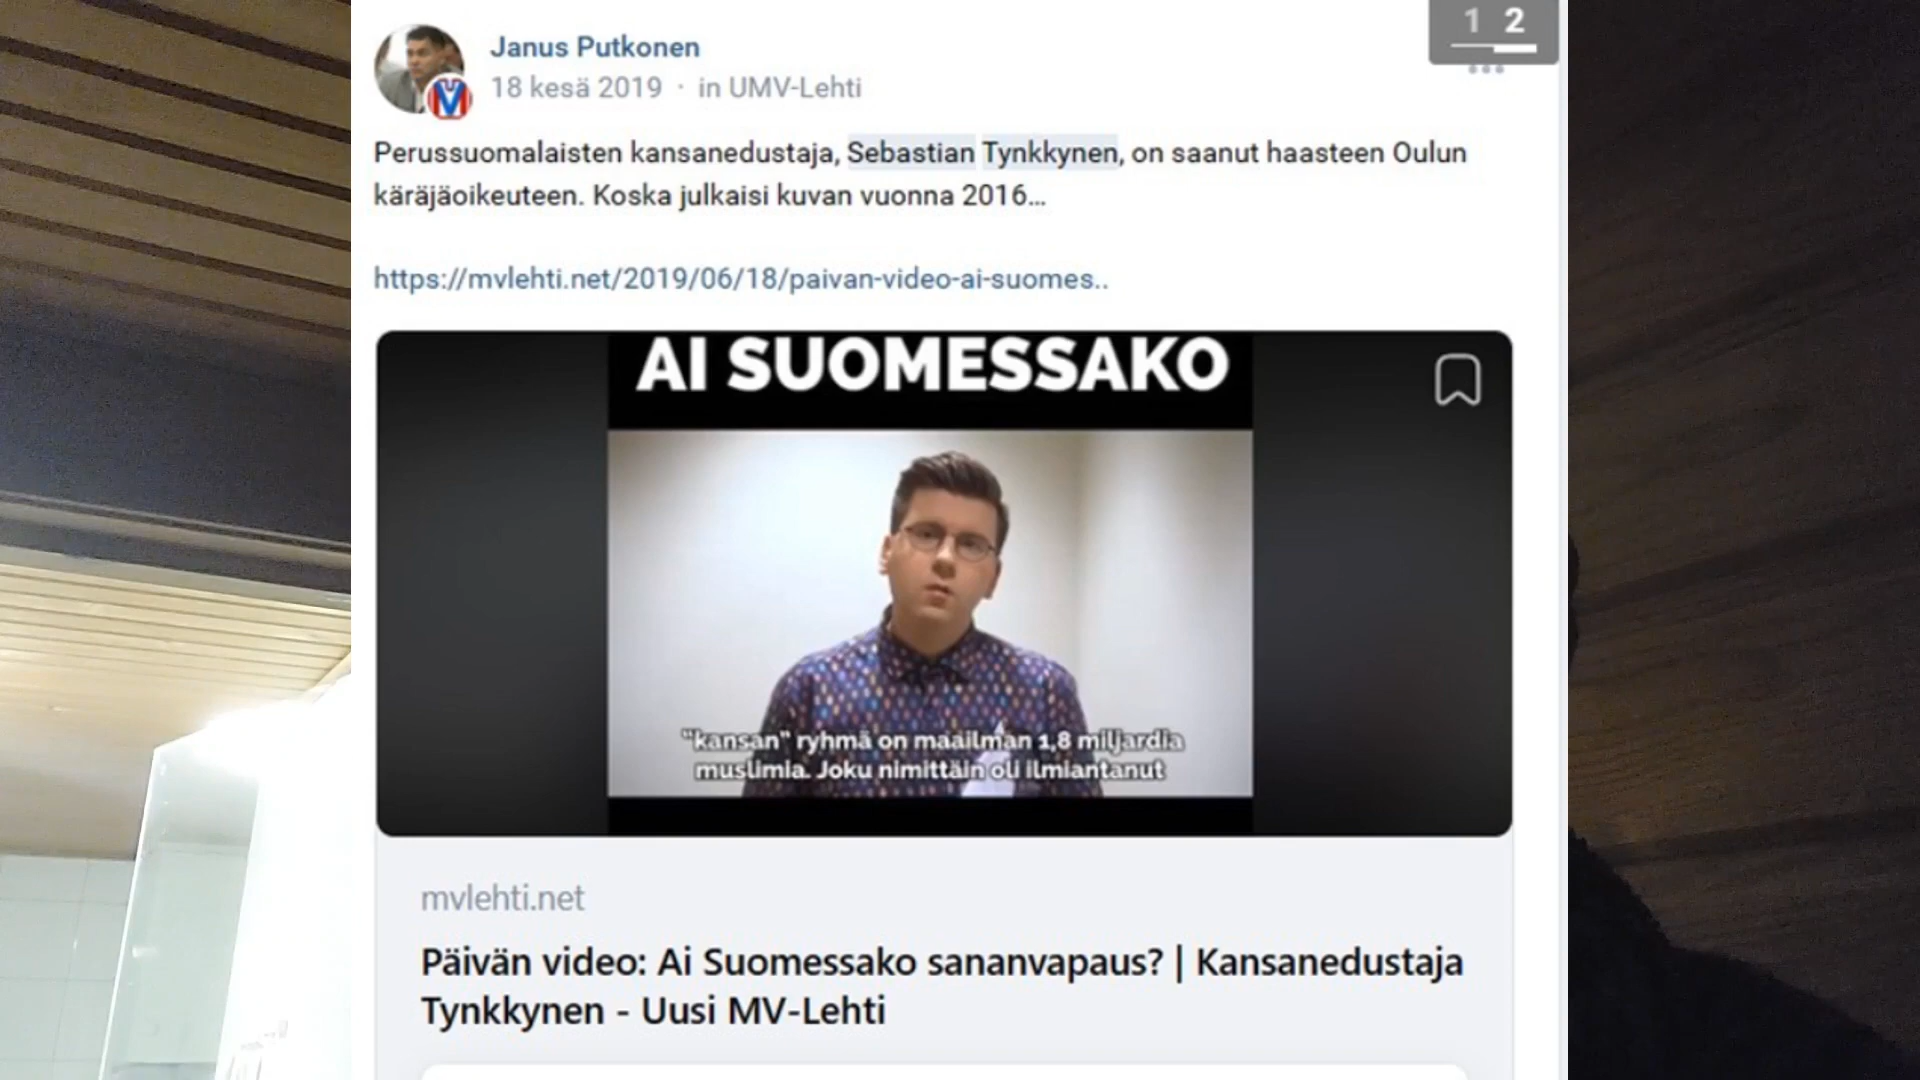 1 2
Janus Putkonen
18 kesä 2019 · in UMV-Lehti
Perussuomalaisten kansanedustaja, Sebastian Tynkkynen, on saanut haasteen Oulun
käräjäoikeuteen. Koska julkaisi kuvan vuonna 2016...
https://mvlehti.net/2019/06/18/paivan-video-ai-suomes..
AI SUOMESSAKO
"kansan" ryhmä on maailman 1,8 miljardia
muslimia. Joku nimittäin oli ilmiantanut
mvlehti.net
Päivän video: Ai Suomessako sananvapaus? | Kansanedustaja
Tynkkynen - Uusi MV-Lehti